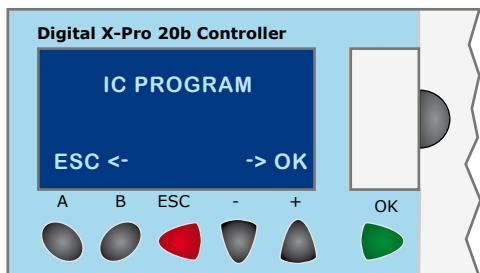 Digital X-Pro 20b Controller
IC PROGRAM
ESC <- -> OK
A B ESC - + OK